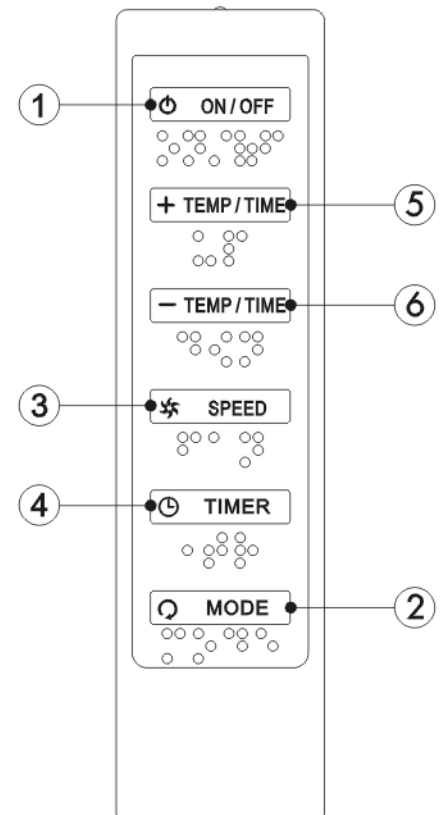 1 ON/OFF
+ TEMP/TIME 5
− TEMP/TIME 6
3 SPEED
4 TIMER
MODE 2